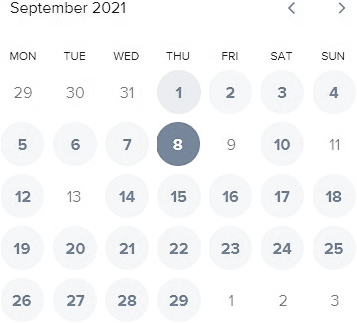 September 2021
MON TUE WED THU FRI SAT SUN
29 30 31 1 2 3 4
5 6 7 8 9 10 11
12 13 14 15 16 17 18
19 20 21 22 23 24 25
26 27 28 29 1 2 3